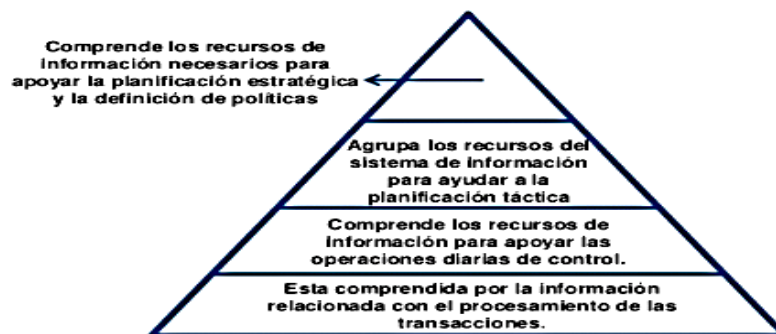 Comprende los recursos de
información necesarios para
apoyar la planificación estratégica
y la definición de políticas
Agrupa los recursos del
sistema de información
para ayudar a la
planificación táctica
Comprende los recursos de
información para apoyar las
operaciones diarias de control.
Esta comprendida por la información
relacionada con el procesamiento de las
transacciones.